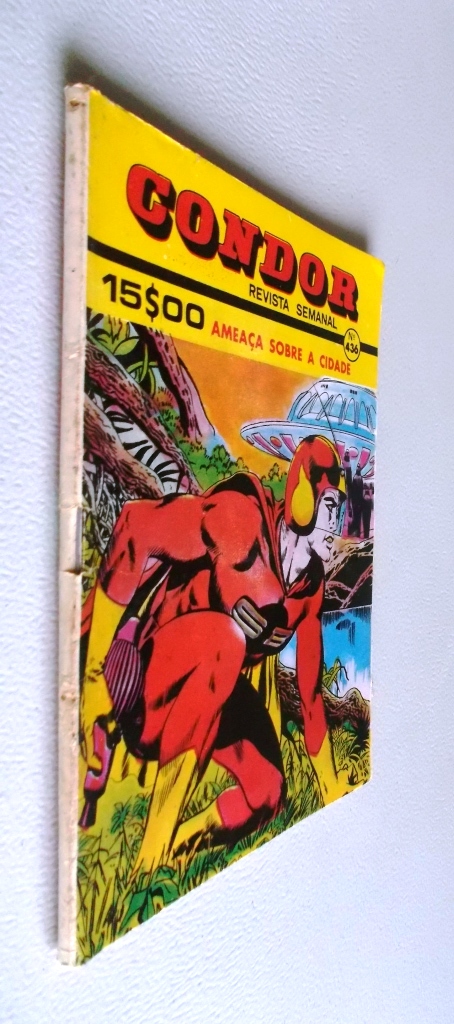 CONDOR
REVISTA SEMANAL
15$00 AMEAÇA SOBRE A CIDADE
Nº 436